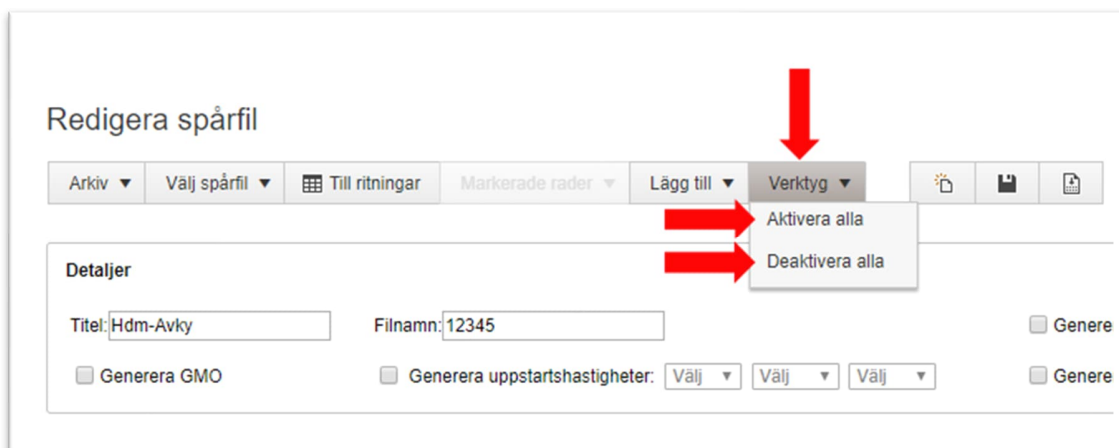 Redigera spårfil
Arkiv Välj spårfil Till ritningar Markerade rader Lägg till Verktyg
Aktivera alla
Deaktivera alla
Detaljer
Titel: Hdm-Avky Filnamn: 12345 Genere
Generera GMO Generera uppstartshastigheter: Välj Välj Välj Genere